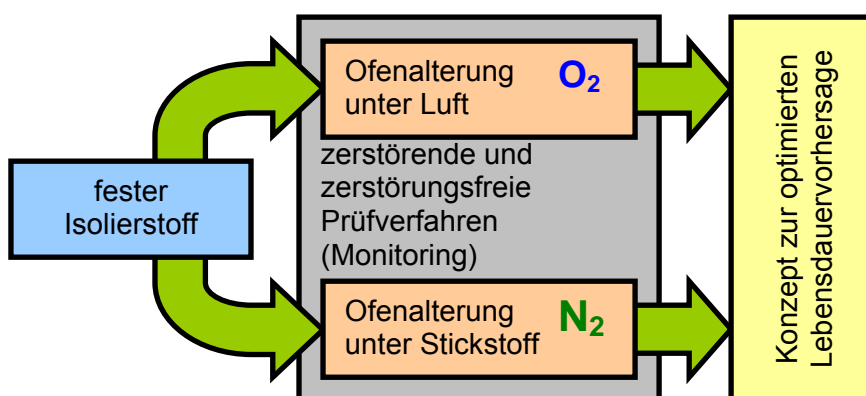 fester
Isolierstoff
Ofenalterung O₂
unter Luft
zerstörende und
zerstörungsfreie
Prüfverfahren
(Monitoring)
Ofenalterung N₂
unter Stickstoff
Konzept zur optimierten
Lebensdauervorhersage